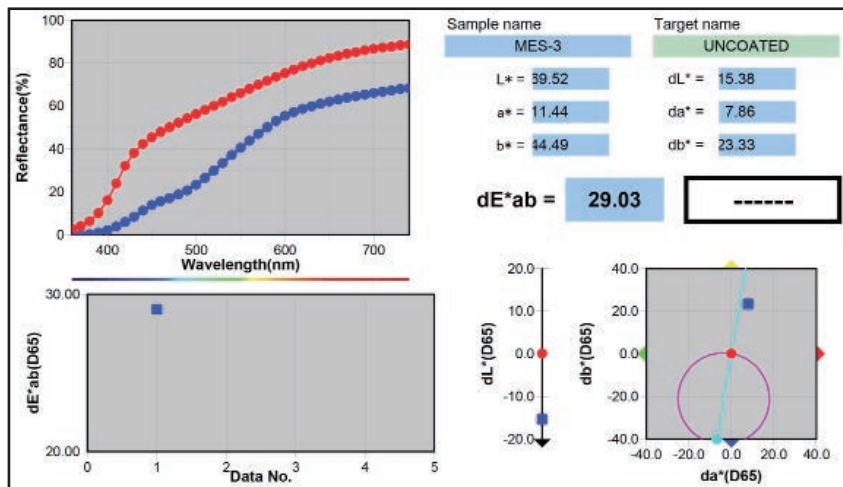 Sample name
Target name
MES-3
UNCOATED
L* = 69.52
dL* = 15.38
a* = 11.44
da* = 7.86
b* = 44.49
db* = 23.33
dE*ab = 29.03
------
Reflectance(%)
100
80
60
40
20
0
400
500
600
700
Wavelength(nm)
dE*ab(D65)
30.00
20.00
0
1
2
3
4
5
Data No.
dL*(D65)
20.0
10.0
0.0
-10.0
-20.0
db*(D65)
40.0
20.0
0.0
-20.0
-40.0
-40.0
-20.0
0.0
20.0
40.0
da*(D65)